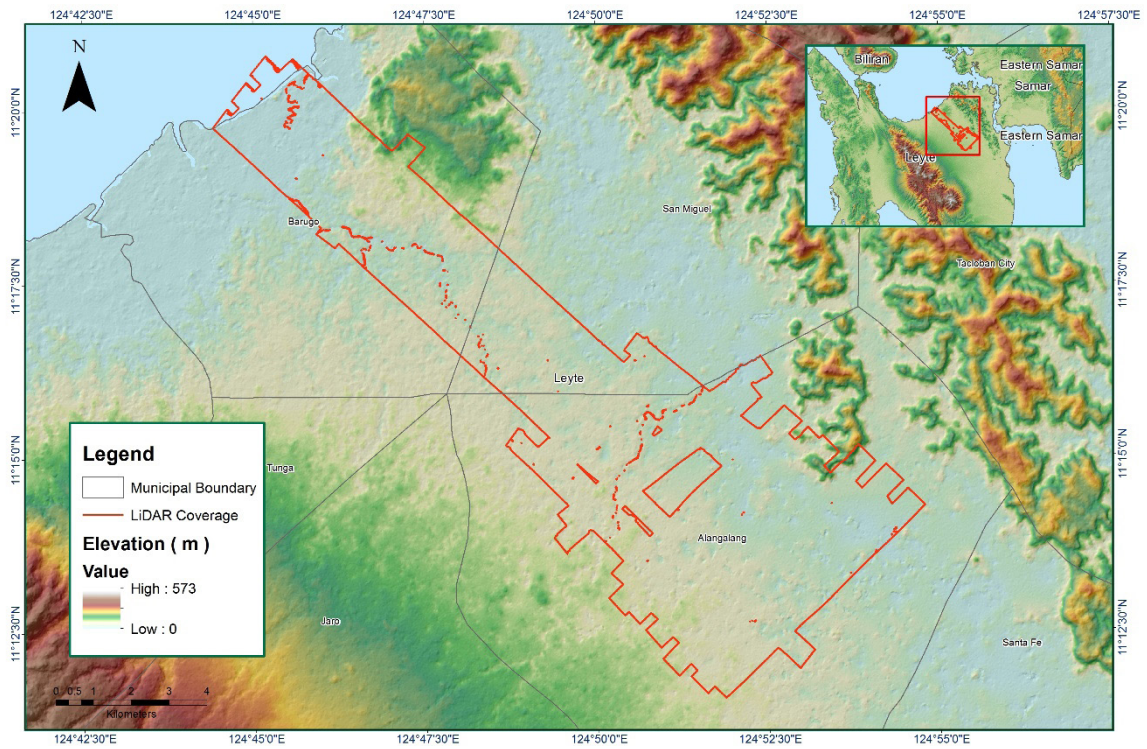 124°42'30"E 124°45'0"E 124°47'30"E 124°50'0"E 124°52'30"E 124°55'0"E 124°57'30"E
N
Biliran
Eastern Samar
Samar
Eastern Samar
Leyte
11°20'0"N
11°20'0"N
San Miguel
Barugo
Tacloban City
11°17'30"N
11°17'30"N
Leyte
11°15'0"N
11°15'0"N
Tunga
Alangalang
Jaro
Santa Fe
11°12'30"N
11°12'30"N
Legend
Municipal Boundary
LiDAR Coverage
Elevation ( m )
Value
High : 573
Low : 0
0 0.5 1 2 3 4
Kilometers
124°42'30"E 124°45'0"E 124°47'30"E 124°50'0"E 124°52'30"E 124°55'0"E 124°57'30"E